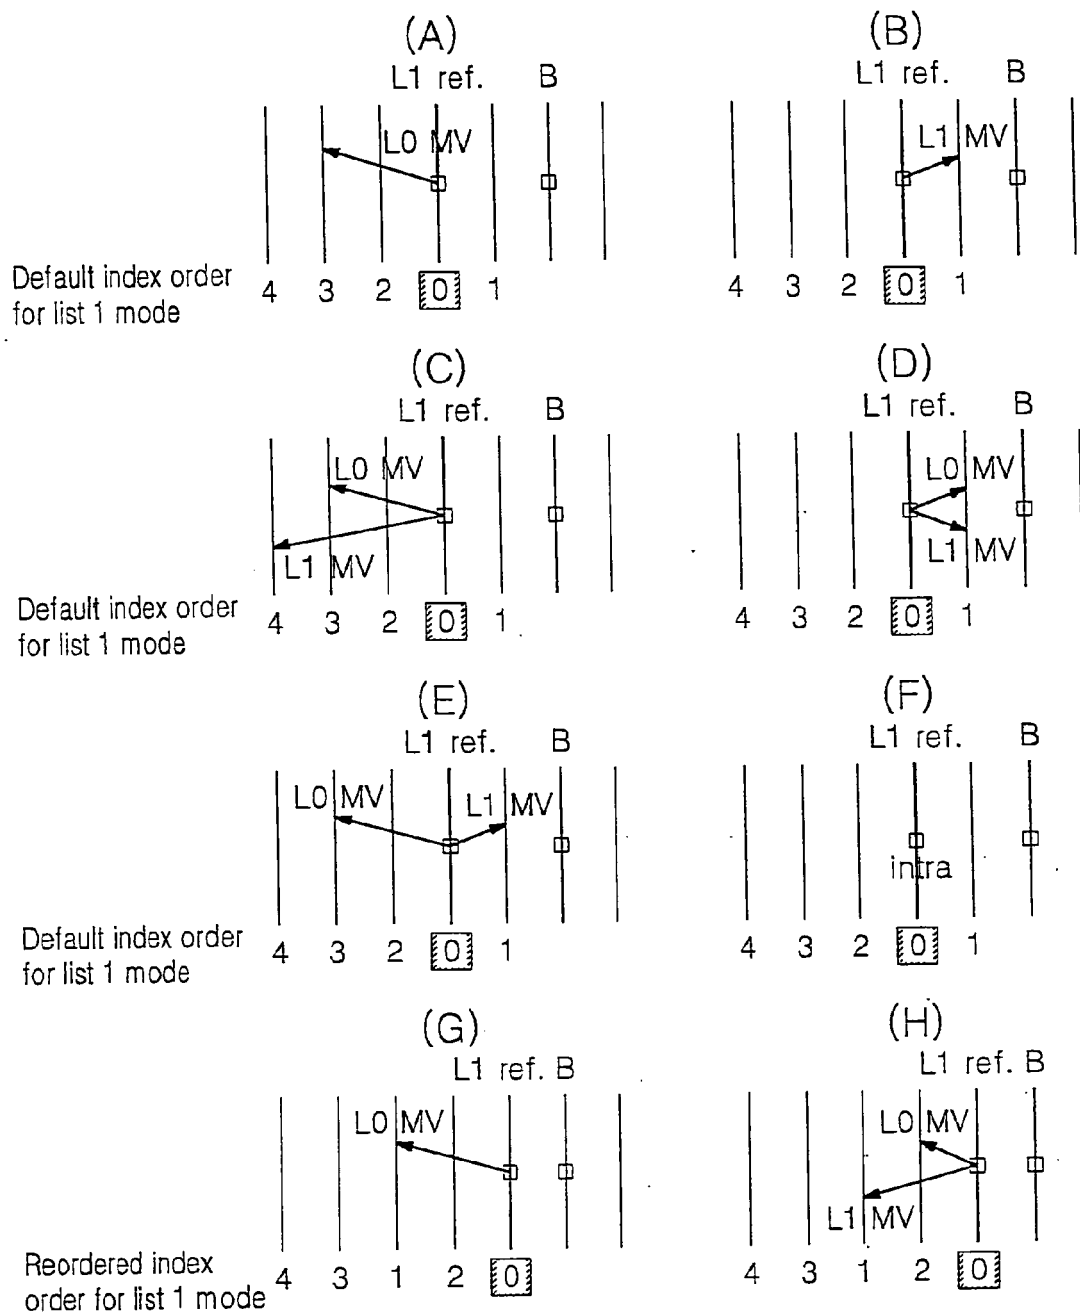 (A)
(B)
L1 ref. B
L1 ref. B
L0 MV
L1 MV
Default index order
for list 1 mode
4 3 2 0 1
4 3 2 0 1
(C)
(D)
L1 ref. B
L1 ref. B
L0 MV
L1 MV
L0 MV
L1 MV
Default index order
for list 1 mode
4 3 2 0 1
4 3 2 0 1
(E)
(F)
L1 ref. B
L1 ref. B
L0 MV L1 MV
intra
Default index order
for list 1 mode
4 3 2 0 1
4 3 2 0 1
(G)
(H)
L1 ref. B
L1 ref. B
L0 MV
L0 MV
L1 MV
Reordered index
order for list 1 mode
4 3 1 2 0
4 3 1 2 0